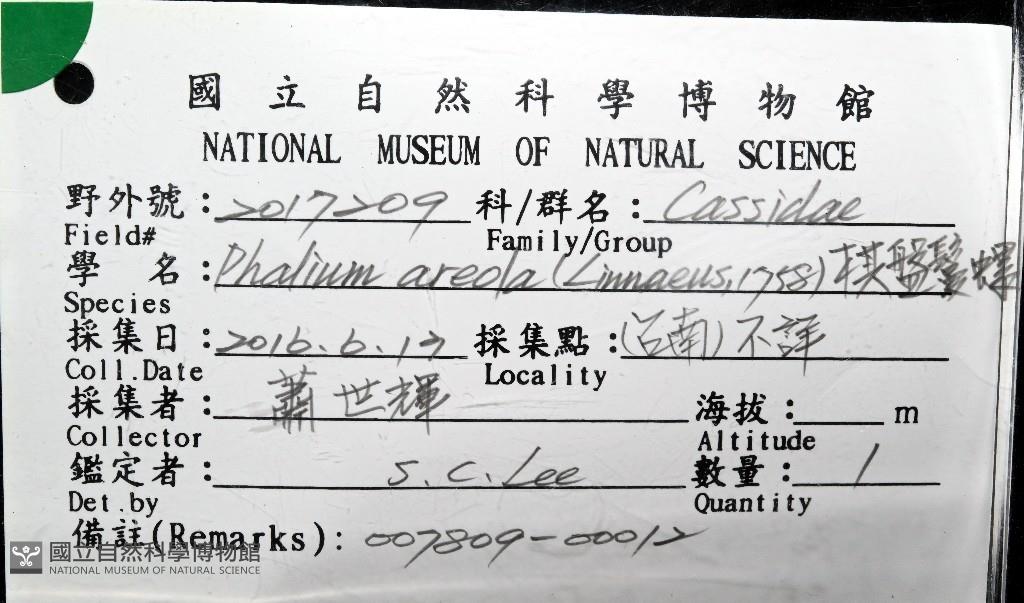 國立自然科學博物館
NATIONAL MUSEUM OF NATURAL SCIENCE
野外號：2017209 科/群名：Cassidae
Field# Family/Group
學名：Phalium areola (Linnaeus, 1758) 棋盤鬘螺
Species
採集日：2016.6.17 採集點：(台南)不詳
Coll.Date Locality
採集者：蕭世輝 海拔：m
Collector Altitude
鑑定者：S.C.Lee 數量：1
Det.by Quantity
備註(Remarks)：007809-00012
國立自然科學博物館
NATIONAL MUSEUM OF NATURAL SCIENCE